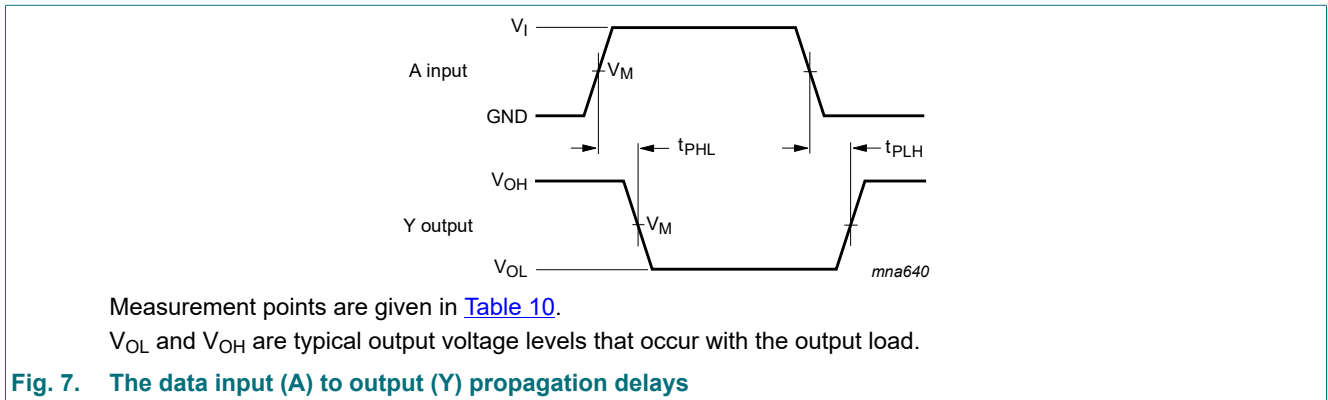 V_I
A input
V_M
GND
t_PHL
t_PLH
V_OH
Y output
V_M
V_OL
mna640
Measurement points are given in Table 10.
V_OL and V_OH are typical output voltage levels that occur with the output load.
Fig. 7. The data input (A) to output (Y) propagation delays